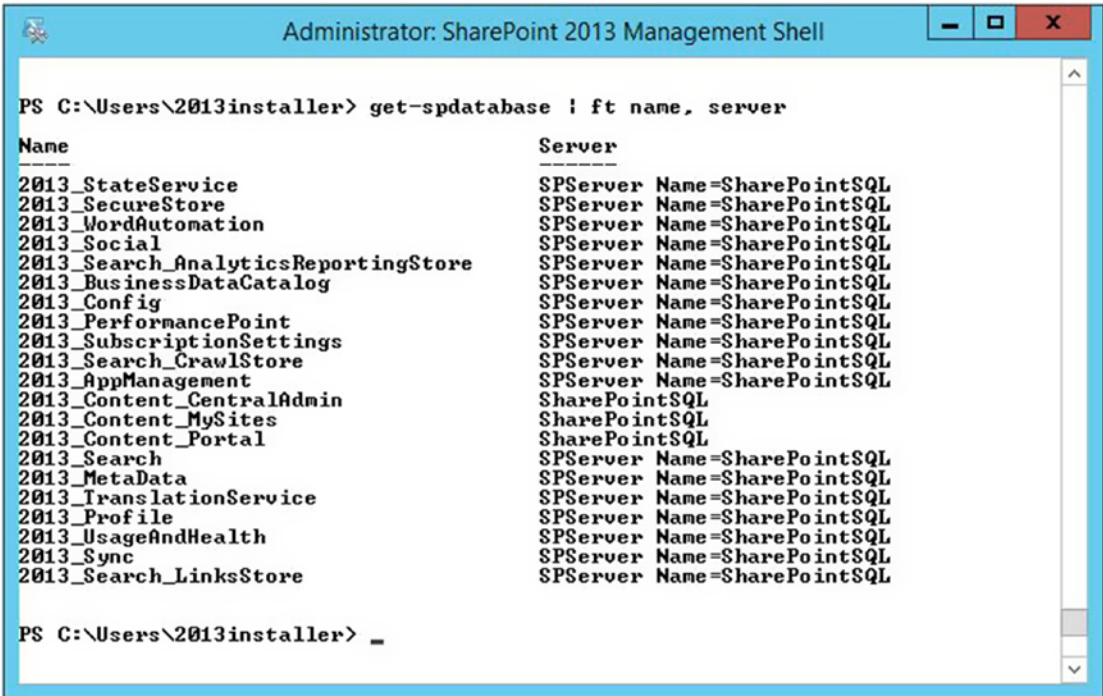 Administrator: SharePoint 2013 Management Shell
PS C:\Users\2013installer> get-spdatabase | ft name, server
Name Server
---- ------
2013_StateService SPServer Name=SharePointSQL
2013_SecureStore SPServer Name=SharePointSQL
2013_WordAutomation SPServer Name=SharePointSQL
2013_Social SPServer Name=SharePointSQL
2013_Search_AnalyticsReportingStore SPServer Name=SharePointSQL
2013_BusinessDataCatalog SPServer Name=SharePointSQL
2013_Config SPServer Name=SharePointSQL
2013_PerformancePoint SPServer Name=SharePointSQL
2013_SubscriptionSettings SPServer Name=SharePointSQL
2013_Search_CrawlStore SPServer Name=SharePointSQL
2013_AppManagement SPServer Name=SharePointSQL
2013_Content_CentralAdmin SharePointSQL
2013_Content_MySites SharePointSQL
2013_Content_Portal SharePointSQL
2013_Search SPServer Name=SharePointSQL
2013_MetaData SPServer Name=SharePointSQL
2013_TranslationService SPServer Name=SharePointSQL
2013_Profile SPServer Name=SharePointSQL
2013_UsageAndHealth SPServer Name=SharePointSQL
2013_Sync SPServer Name=SharePointSQL
2013_Search_LinksStore SPServer Name=SharePointSQL
PS C:\Users\2013installer> _